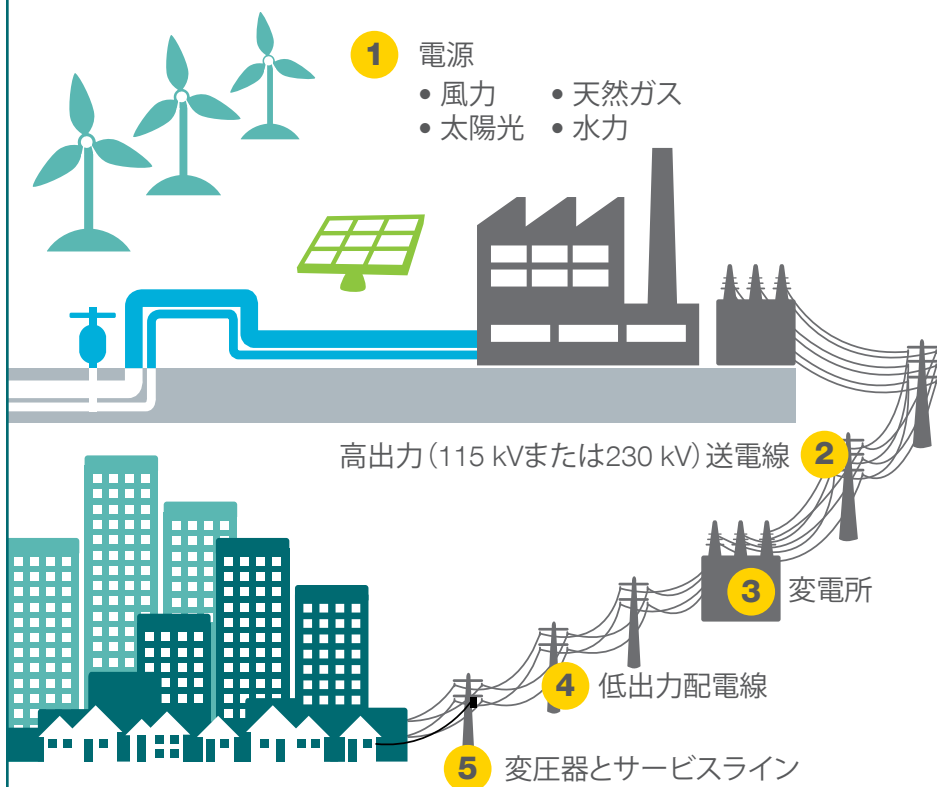 1 電源
• 風力 • 天然ガス
• 太陽光 • 水力
高出力（115 kVまたは230 kV）送電線 2
3 変電所
4 低出力配電線
5 変圧器とサービスライン